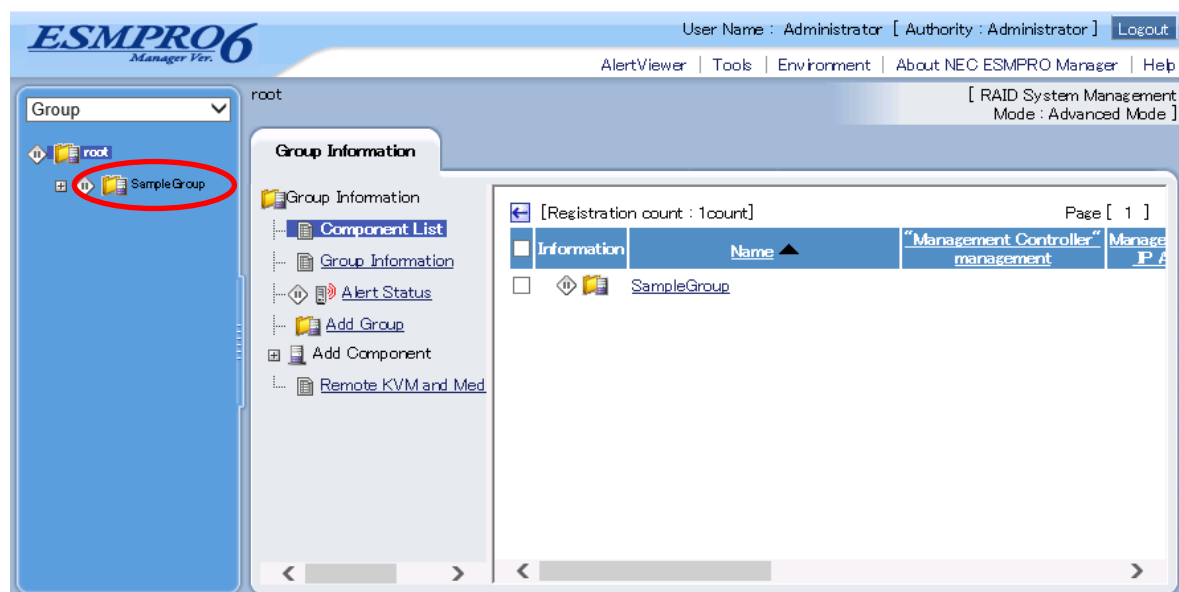 ESMPRO6
Manager Ver.
User Name : Administrator [ Authority : Administrator ] Logout
AlertViewer | Tools | Environment | About NEC ESMPRO Manager | Help
Group
root
SampleGroup
root
[ RAID System Management
Mode : Advanced Mode ]
Group Information
Group Information
Component List
Group Information
Alert Status
Add Group
Add Component
Remote KVM and Med
[Registration count : 1count]
Page [ 1 ]
Information Name "Management Controller" management Manage
SampleGroup